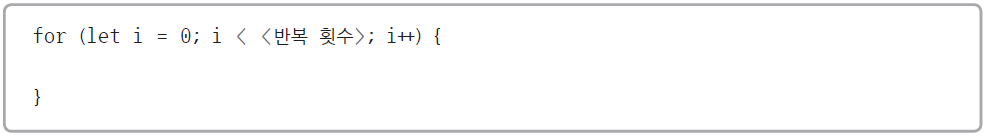 for (let i = 0; i < <반복 횟수>; i++) {
}